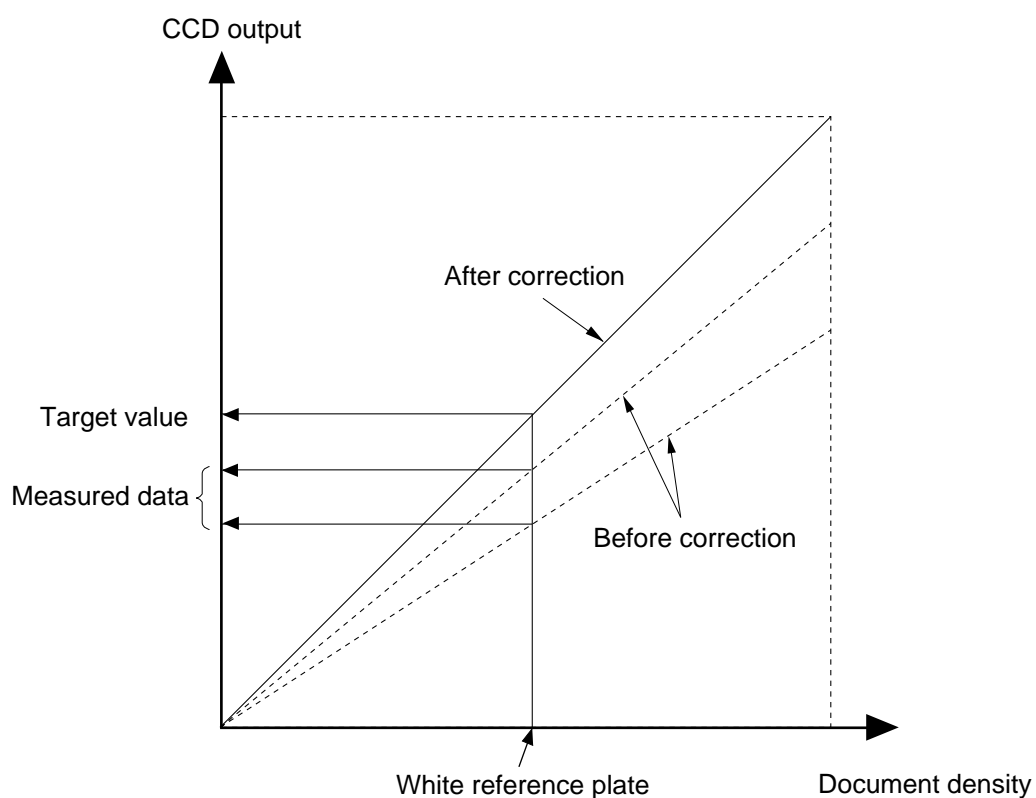 CCD output
After correction
Target value
Measured data
Before correction
White reference plate
Document density